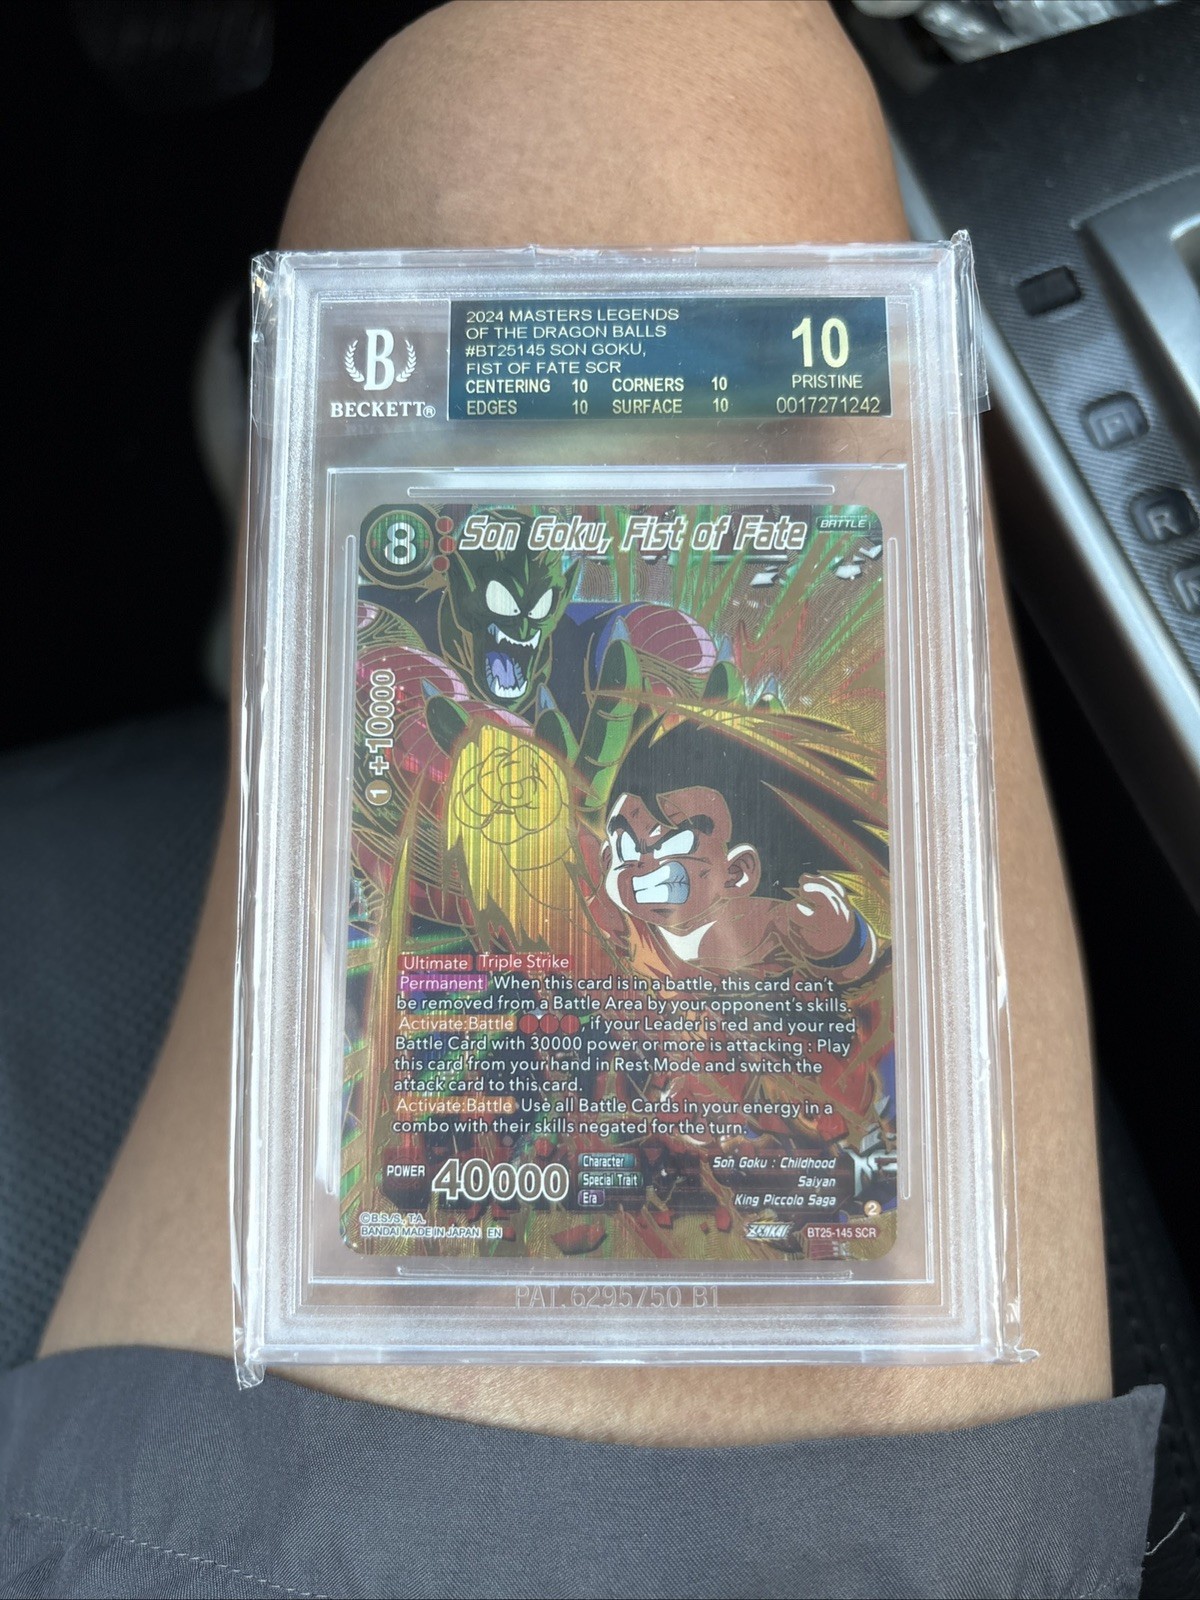 B
BECKETT®
2024 MASTERS LEGENDS
OF THE DRAGON BALLS
#BT25145 SON GOKU,
FIST OF FATE SCR
CENTERING 10 CORNERS 10
EDGES 10 SURFACE 10
10
PRISTINE
0017271242
8
Son Goku, Fist of Fate
BATTLE
1 +10000
Ultimate Triple Strike
Permanent When this card is in a battle, this card can't
be removed from a Battle Area by your opponent's skills.
Activate:Battle , if your Leader is red and your red
Battle Card with 30000 power or more is attacking : Play
this card from your hand in Rest Mode and switch the
attack card to this card.
Activate:Battle Use all Battle Cards in your energy in a
combo with their skills negated for the turn.
POWER 40000
Character Son Goku : Childhood
Special Trait Saiyan
Era King Piccolo Saga
2
©B.S./S., T.A.
BANDAI MADE IN JAPAN EN
BT25-145 SCR
PAT. 6295750 B1
R